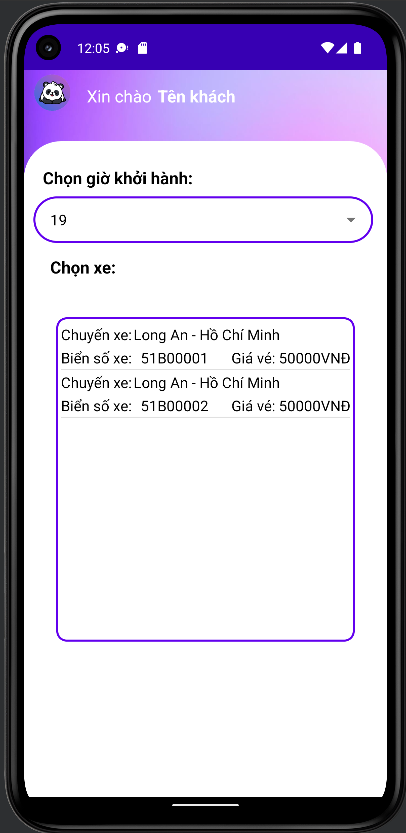 12:05
Xin chào Tên khách
Chọn giờ khởi hành:
19
Chọn xe:
Chuyến xe: Long An - Hồ Chí Minh
Biển số xe: 51B00001 Giá vé: 50000VNĐ
Chuyến xe: Long An - Hồ Chí Minh
Biển số xe: 51B00002 Giá vé: 50000VNĐ